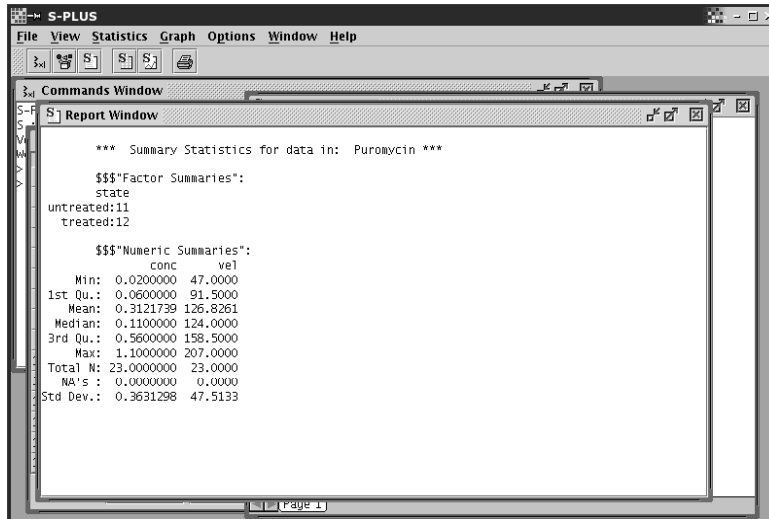 S-PLUS
File View Statistics Graph Options Window Help
Commands Window
Report Window
*** Summary Statistics for data in: Puromycin ***
$$$"Factor Summaries":
state
untreated:11
treated:12
$$$"Numeric Summaries":
conc vel
Min: 0.0200000 47.0000
1st Qu.: 0.0600000 91.5000
Mean: 0.3121739 126.8261
Median: 0.1100000 124.0000
3rd Qu.: 0.5600000 158.5000
Max: 1.1000000 207.0000
Total N: 23.0000000 23.0000
NA's : 0.0000000 0.0000
Std Dev.: 0.3631298 47.5133
Page 1